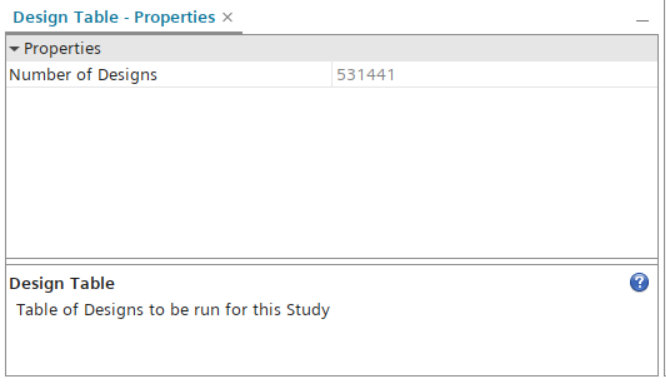 Design Table - Properties ×
Properties
Number of Designs 531441
Design Table
?
Table of Designs to be run for this Study